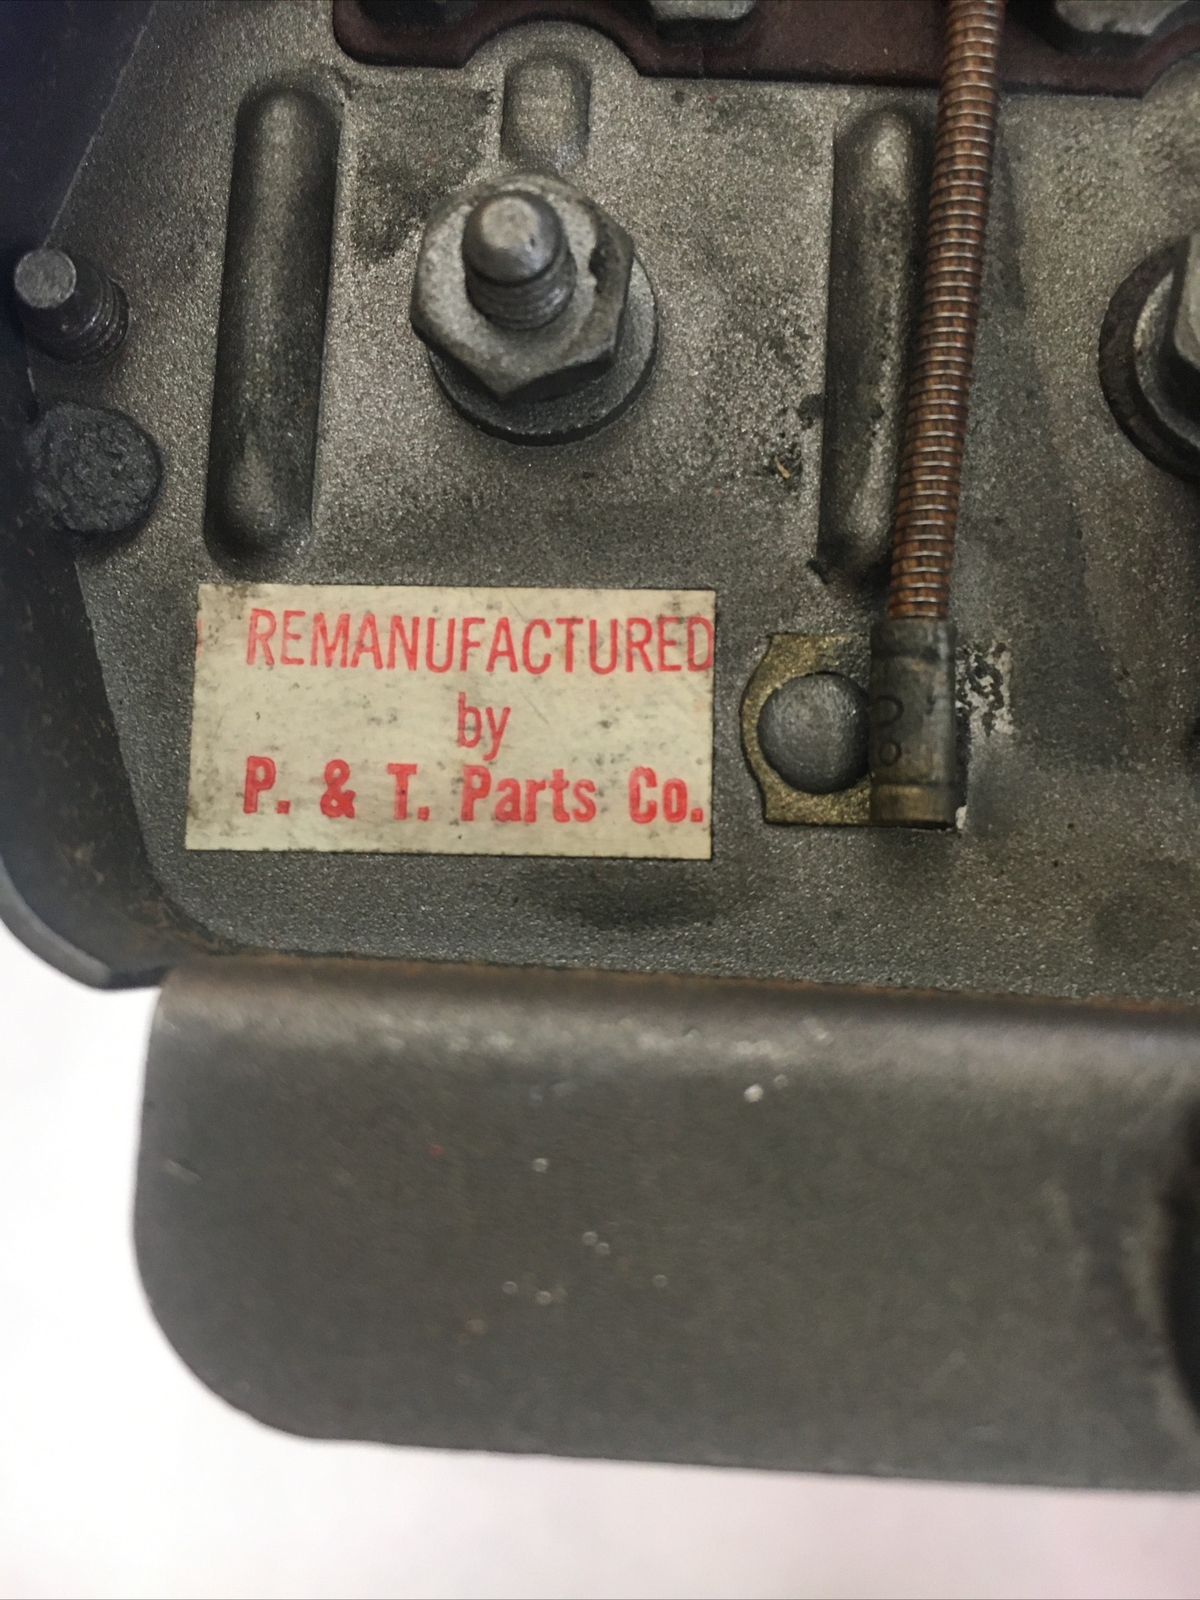 REMANUFACTURED
by
P. & T. Parts Co.